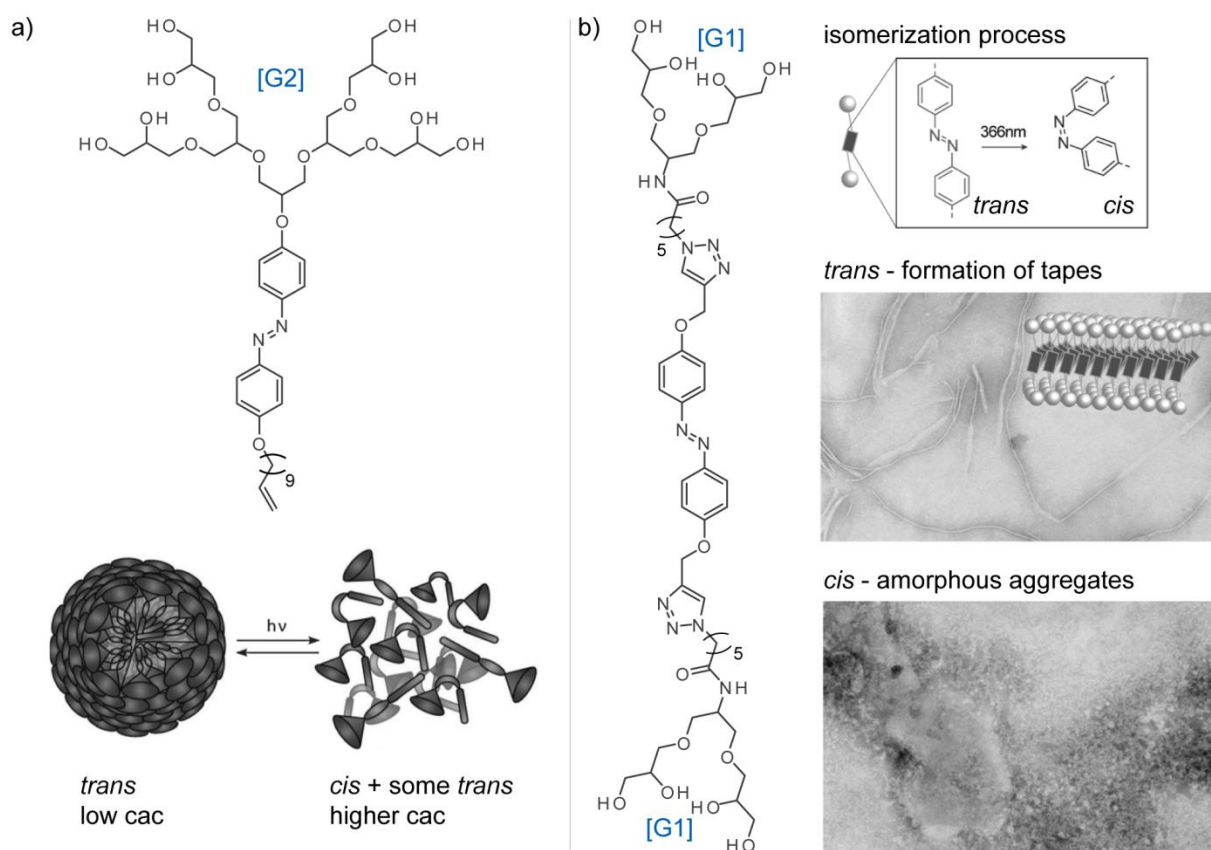 a)
OH
OH
HO
[G2]
OH
O
O
OH
OH
HO
O
O
O
O
OH
O
N
N
O
9
hν
trans
low cac
cis + some trans
higher cac
b)
HO
[G1]
OH
HO
OH
O
O
HN
O
5
N
N
N
O
N
N
O
N
N
N
5
O
NH
O
O
HO
OH
HO
[G1]
HO
isomerization process
N
N
366nm
N
N
trans
cis
trans - formation of tapes
cis - amorphous aggregates